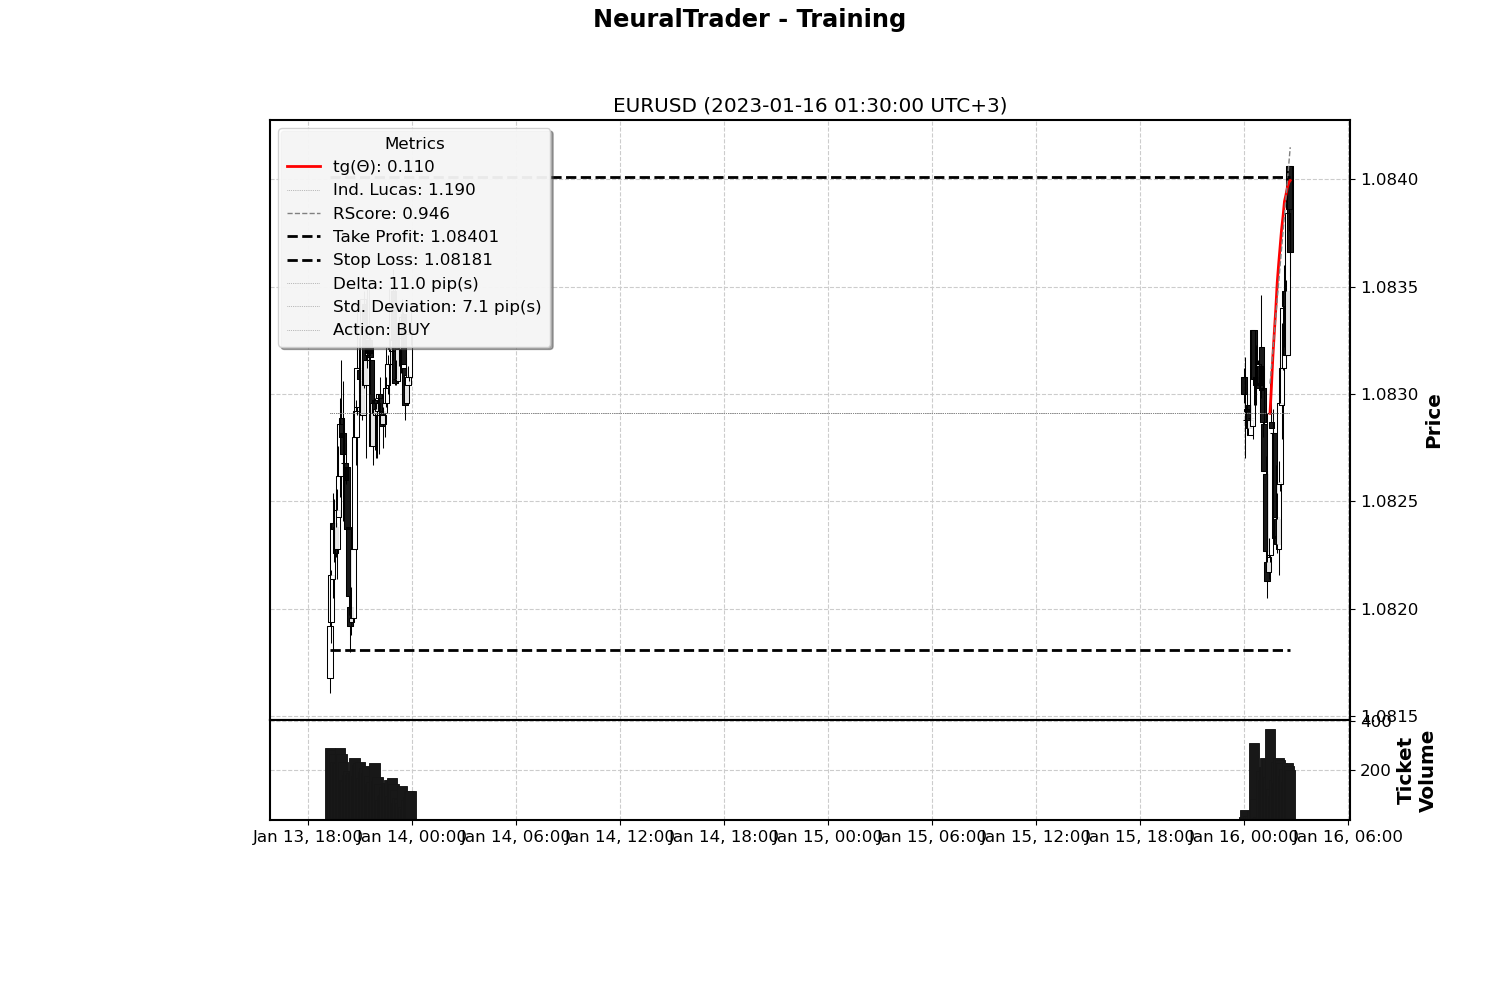 NeuralTrader - Training
EURUSD (2023-01-16 01:30:00 UTC+3)
Metrics
tg(Θ): 0.110
Ind. Lucas: 1.190
RScore: 0.946
Take Profit: 1.08401
Stop Loss: 1.08181
Delta: 11.0 pip(s)
Std. Deviation: 7.1 pip(s)
Action: BUY
1.0840
1.0835
1.0830
1.0825
1.0820
1.0815
Price
400
200
Ticket
Volume
Jan 13, 18:00
Jan 14, 00:00
Jan 14, 06:00
Jan 14, 12:00
Jan 14, 18:00
Jan 15, 00:00
Jan 15, 06:00
Jan 15, 12:00
Jan 15, 18:00
Jan 16, 00:00
Jan 16, 06:00